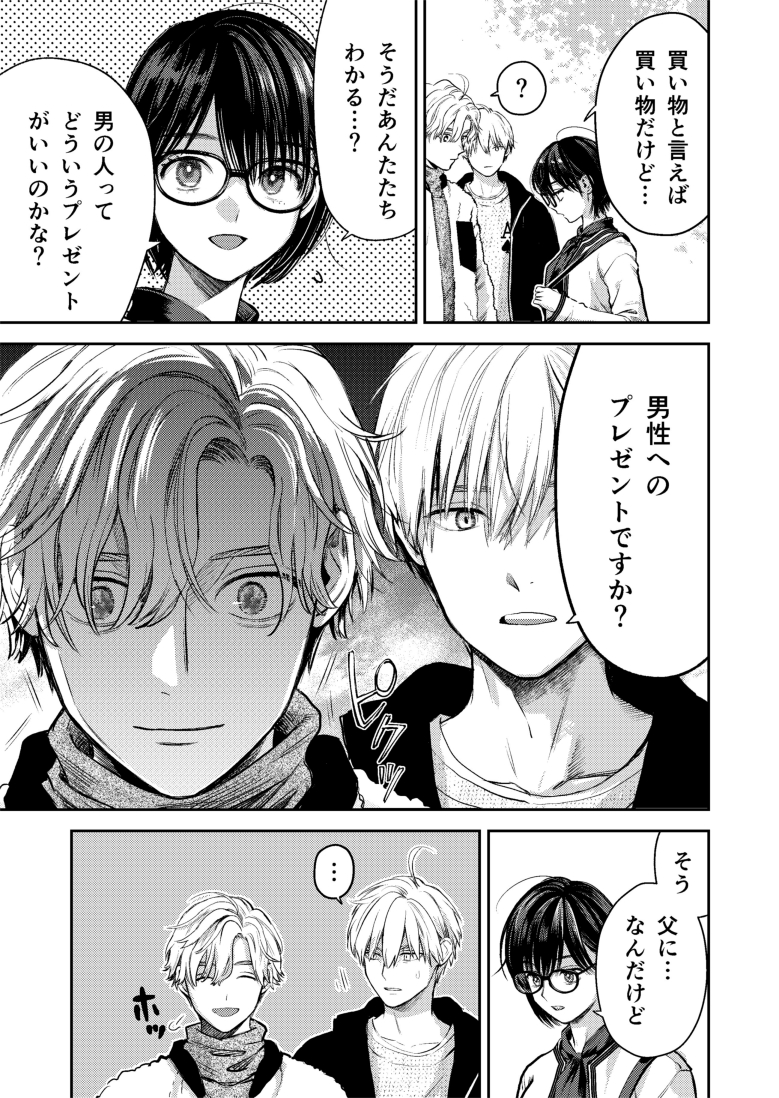 買い物と言えば
買い物だけど…
？
そうだあんたたち
わかる…？
男の人って
どういうプレゼント
がいいのかな？
男性への
プレゼントですか？
ピクッ
そう
父に…
なんだけど
…
ホッ